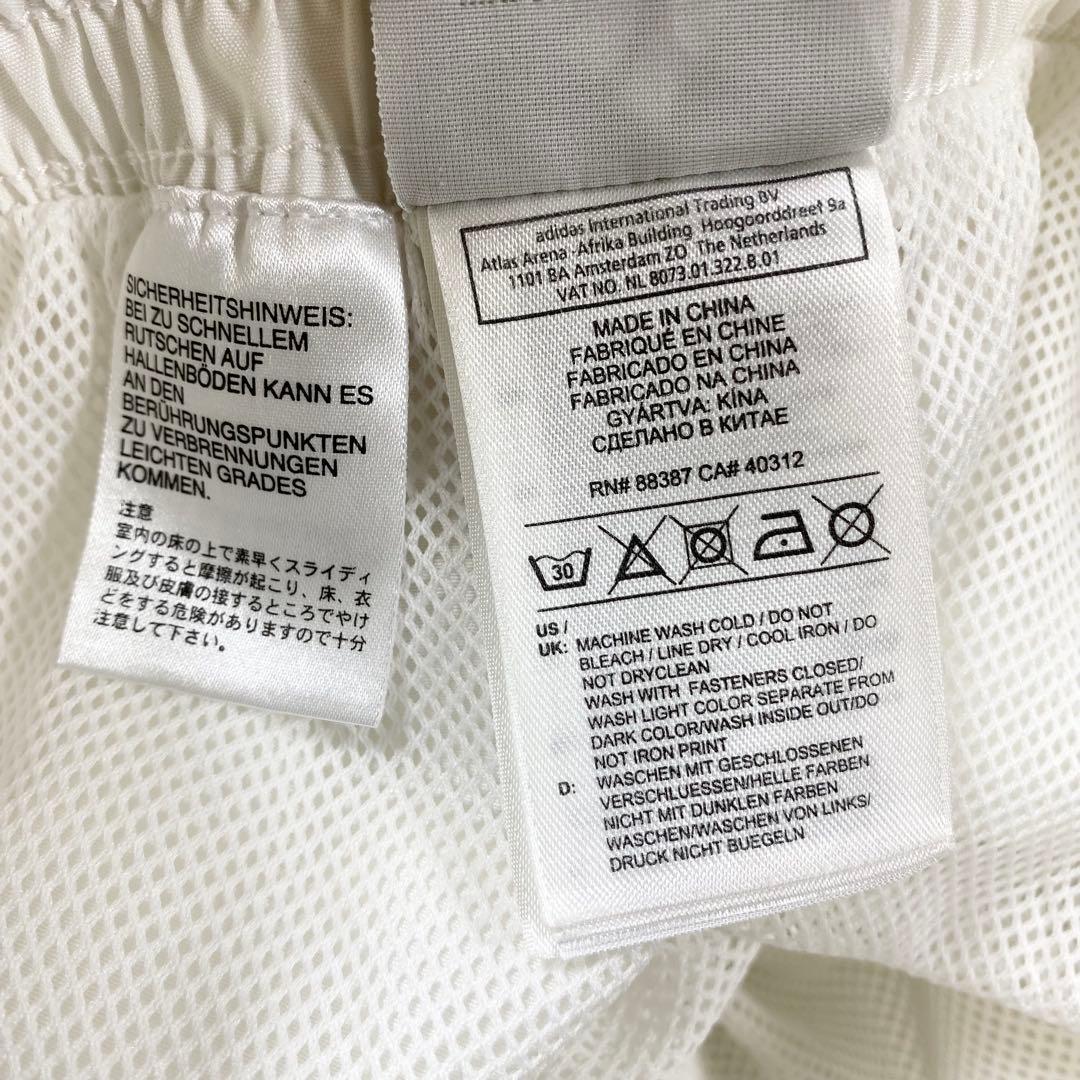 SICHERHEITSHINWEIS:
BEI ZU SCHNELLEM
RUTSCHEN AUF
HALLENBÖDEN KANN ES
AN DEN
BERÜHRUNGSPUNKTEN
ZU VERBRENNUNGEN
LEICHTEN GRADES
KOMMEN.
注意
室内の床の上で素早くスライディ
ングすると摩擦が起こり、床、衣
服及び皮膚の接するところでやけ
どをする危険がありますので十分
注意して下さい。
adidas International Trading BV
Atlas Arena Afrika Building Hoogoorddreef 9a
1101 BA Amsterdam ZO The Netherlands
VAT NO. NL 8073.01.322.B.01
MADE IN CHINA
FABRIQUÉ EN CHINE
FABRICADO EN CHINA
FABRICADO NA CHINA
GYÁRTVA: KÍNA
СДЕЛАНО В КИТАЕ
RN# 88387 CA# 40312
30
US /
UK: MACHINE WASH COLD / DO NOT
BLEACH / LINE DRY / COOL IRON / DO
NOT DRYCLEAN
WASH WITH FASTENERS CLOSED/
WASH LIGHT COLOR SEPARATE FROM
DARK COLOR/WASH INSIDE OUT/DO
NOT IRON PRINT
D: WASCHEN MIT GESCHLOSSENEN
VERSCHLUESSEN/HELLE FARBEN
NICHT MIT DUNKLEN FARBEN
WASCHEN/WASCHEN VON LINKS/
DRUCK NICHT BUEGELN